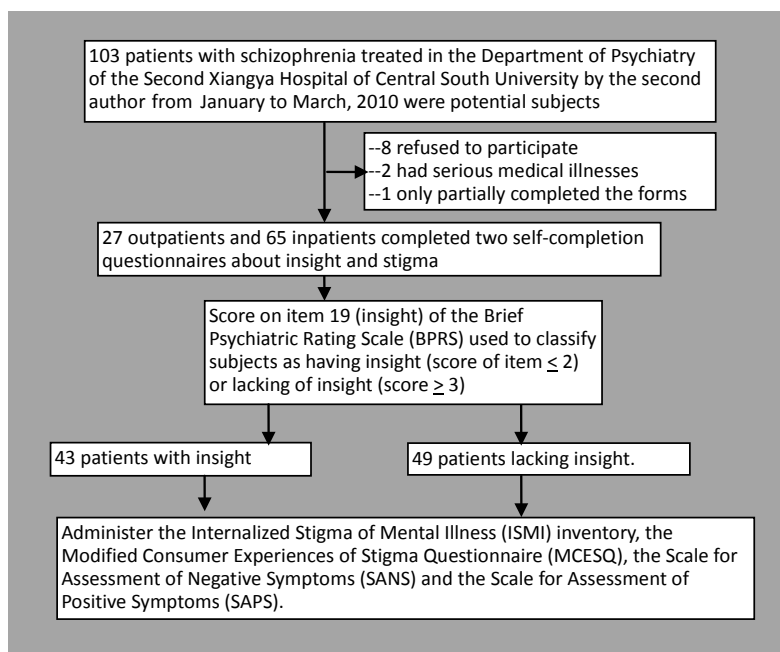 103 patients with schizophrenia treated in the Department of Psychiatry
of the Second Xiangya Hospital of Central South University by the second
author from January to March, 2010 were potential subjects
--8 refused to participate
--2 had serious medical illnesses
--1 only partially completed the forms
27 outpatients and 65 inpatients completed two self-completion
questionnaires about insight and stigma
Score on item 19 (insight) of the Brief
Psychiatric Rating Scale (BPRS) used to classify
subjects as having insight (score of item ≤ 2)
or lacking of insight (score ≥ 3)
43 patients with insight
49 patients lacking insight.
Administer the Internalized Stigma of Mental Illness (ISMI) inventory, the
Modified Consumer Experiences of Stigma Questionnaire (MCESQ), the Scale for
Assessment of Negative Symptoms (SANS) and the Scale for Assessment of
Positive Symptoms (SAPS).